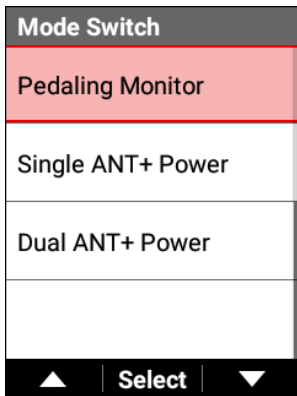 Mode Switch
Pedaling Monitor
Single ANT+ Power
Dual ANT+ Power
Select